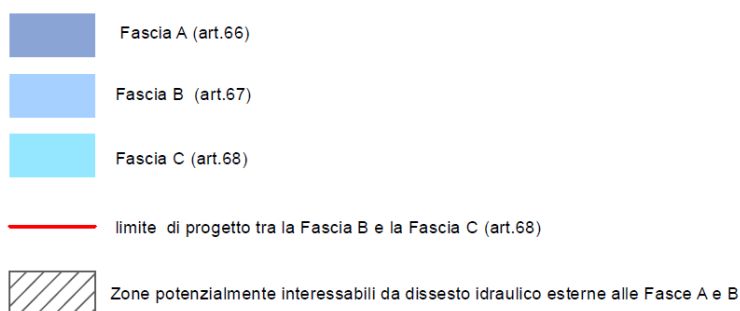 Fascia A (art.66)
Fascia B (art.67)
Fascia C (art.68)
limite di progetto tra la Fascia B e la Fascia C (art.68)
Zone potenzialmente interessabili da dissesto idraulico esterne alle Fasce A e B